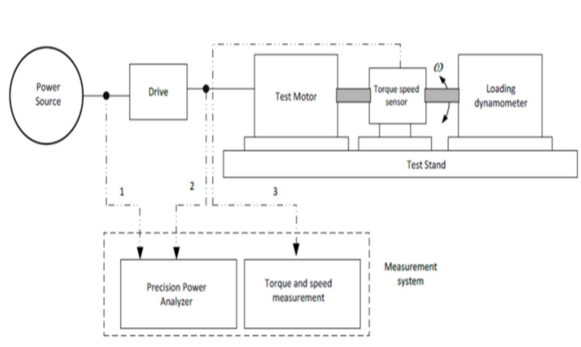 Power
Source
Drive
Test Motor
Torque speed
sensor
ω
Loading
dynamometer
Test Stand
1
2
3
Precision Power
Analyzer
Torque and speed
measurement
Measurement
system